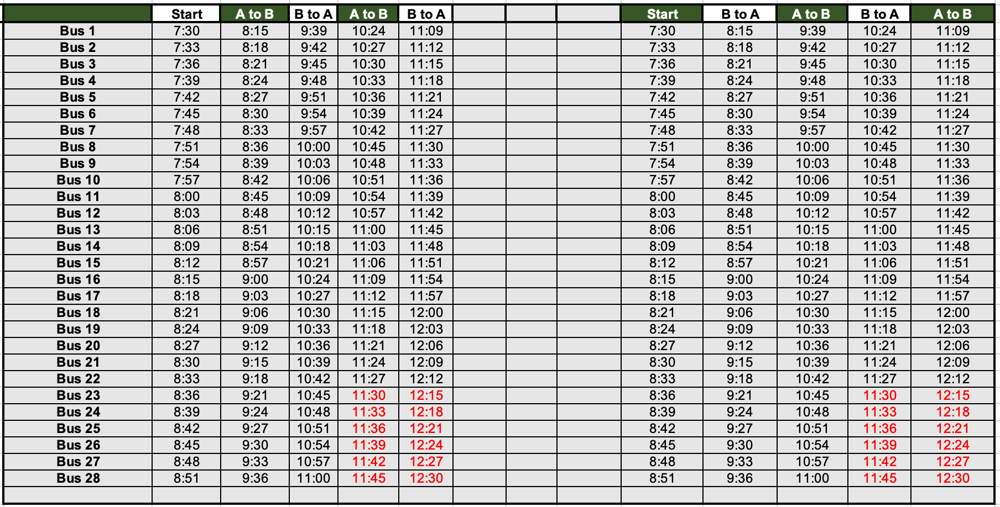 Start A to B B to A A to B B to A Start B to A A to B B to A A to B
Bus 1 7:30 8:15 9:39 10:24 11:09 7:30 8:15 9:39 10:24 11:09
Bus 2 7:33 8:18 9:42 10:27 11:12 7:33 8:18 9:42 10:27 11:12
Bus 3 7:36 8:21 9:45 10:30 11:15 7:36 8:21 9:45 10:30 11:15
Bus 4 7:39 8:24 9:48 10:33 11:18 7:39 8:24 9:48 10:33 11:18
Bus 5 7:42 8:27 9:51 10:36 11:21 7:42 8:27 9:51 10:36 11:21
Bus 6 7:45 8:30 9:54 10:39 11:24 7:45 8:30 9:54 10:39 11:24
Bus 7 7:48 8:33 9:57 10:42 11:27 7:48 8:33 9:57 10:42 11:27
Bus 8 7:51 8:36 10:00 10:45 11:30 7:51 8:36 10:00 10:45 11:30
Bus 9 7:54 8:39 10:03 10:48 11:33 7:54 8:39 10:03 10:48 11:33
Bus 10 7:57 8:42 10:06 10:51 11:36 7:57 8:42 10:06 10:51 11:36
Bus 11 8:00 8:45 10:09 10:54 11:39 8:00 8:45 10:09 10:54 11:39
Bus 12 8:03 8:48 10:12 10:57 11:42 8:03 8:48 10:12 10:57 11:42
Bus 13 8:06 8:51 10:15 11:00 11:45 8:06 8:51 10:15 11:00 11:45
Bus 14 8:09 8:54 10:18 11:03 11:48 8:09 8:54 10:18 11:03 11:48
Bus 15 8:12 8:57 10:21 11:06 11:51 8:12 8:57 10:21 11:06 11:51
Bus 16 8:15 9:00 10:24 11:09 11:54 8:15 9:00 10:24 11:09 11:54
Bus 17 8:18 9:03 10:27 11:12 11:57 8:18 9:03 10:27 11:12 11:57
Bus 18 8:21 9:06 10:30 11:15 12:00 8:21 9:06 10:30 11:15 12:00
Bus 19 8:24 9:09 10:33 11:18 12:03 8:24 9:09 10:33 11:18 12:03
Bus 20 8:27 9:12 10:36 11:21 12:06 8:27 9:12 10:36 11:21 12:06
Bus 21 8:30 9:15 10:39 11:24 12:09 8:30 9:15 10:39 11:24 12:09
Bus 22 8:33 9:18 10:42 11:27 12:12 8:33 9:18 10:42 11:27 12:12
Bus 23 8:36 9:21 10:45 11:30 12:15 8:36 9:21 10:45 11:30 12:15
Bus 24 8:39 9:24 10:48 11:33 12:18 8:39 9:24 10:48 11:33 12:18
Bus 25 8:42 9:27 10:51 11:36 12:21 8:42 9:27 10:51 11:36 12:21
Bus 26 8:45 9:30 10:54 11:39 12:24 8:45 9:30 10:54 11:39 12:24
Bus 27 8:48 9:33 10:57 11:42 12:27 8:48 9:33 10:57 11:42 12:27
Bus 28 8:51 9:36 11:00 11:45 12:30 8:51 9:36 11:00 11:45 12:30